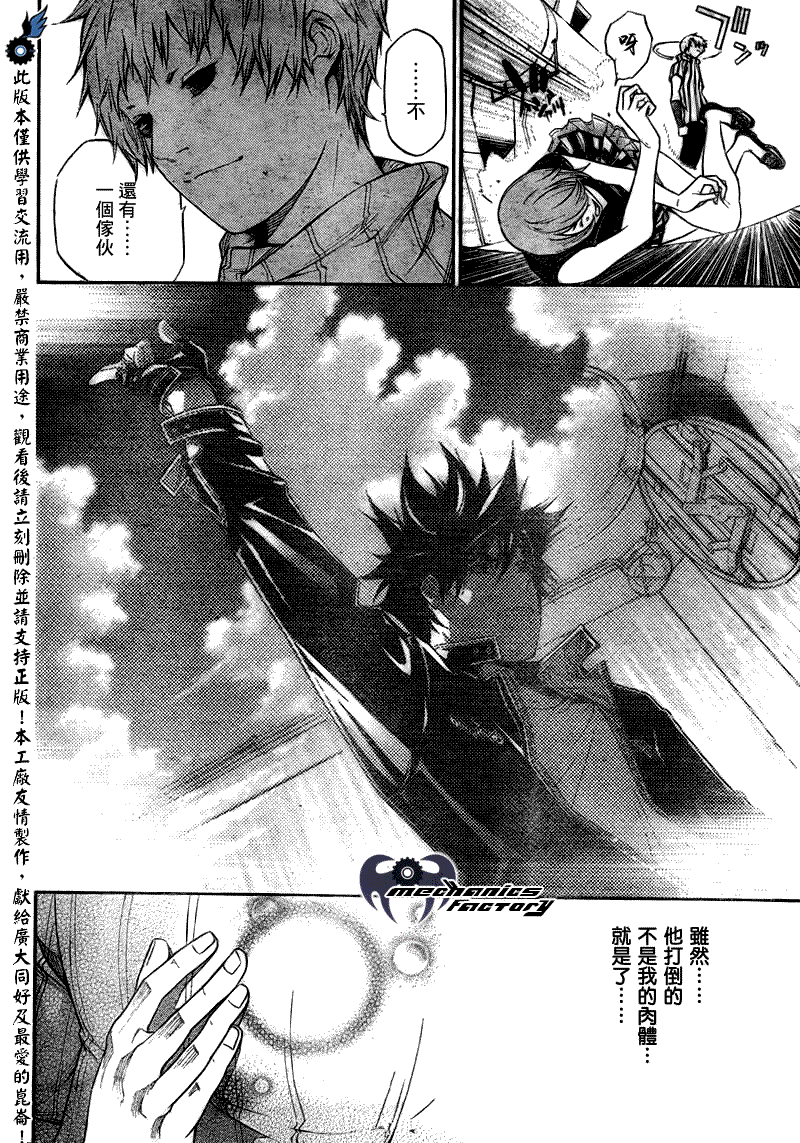 呀
……不
還有……
一個傢伙
雖然……
他打倒的
不是我的肉體…
就是了……
mechanics
factory
此版本僅供學習交流用，嚴禁商業用途，觀看後請立刻刪除並請支持正版！本工廠友情製作，獻給廣大同好及最愛的崑崙！